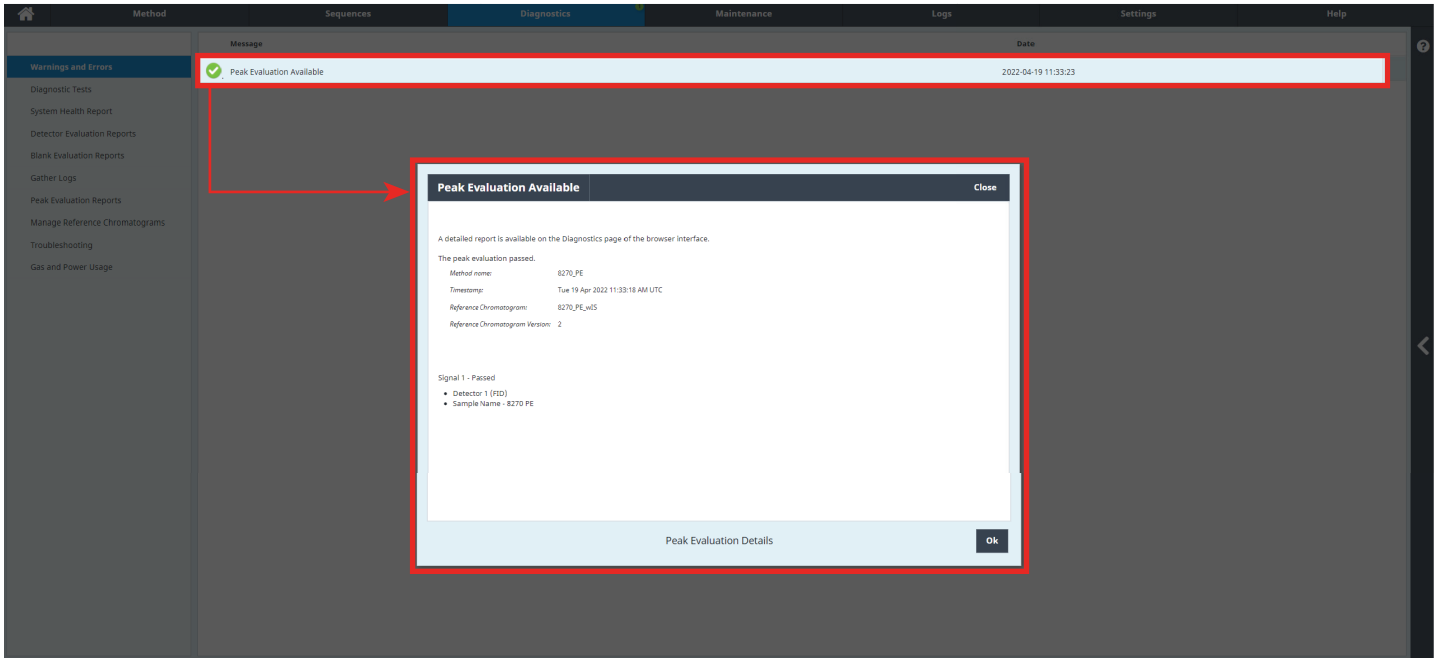 Method Sequences Diagnostics Maintenance Logs Settings Help
Message Date
Warnings and Errors
Peak Evaluation Available 2022-04-19 11:33:23
Diagnostic Tests
System Health Report
Detector Evaluation Reports
Blank Evaluation Reports
Gather Logs
Peak Evaluation Reports
Manage Reference Chromatograms
Troubleshooting
Gas and Power Usage
Peak Evaluation Available Close
A detailed report is available on the Diagnostics page of the browser interface.
The peak evaluation passed.
Method name: 8270_PE
Timestamp: Tue 19 Apr 2022 11:33:18 AM UTC
Reference Chromatogram: 8270_PE_wIS
Reference Chromatogram Version: 2
Signal 1 - Passed
• Detector 1 (FID)
• Sample Name - 8270 PE
Peak Evaluation Details Ok